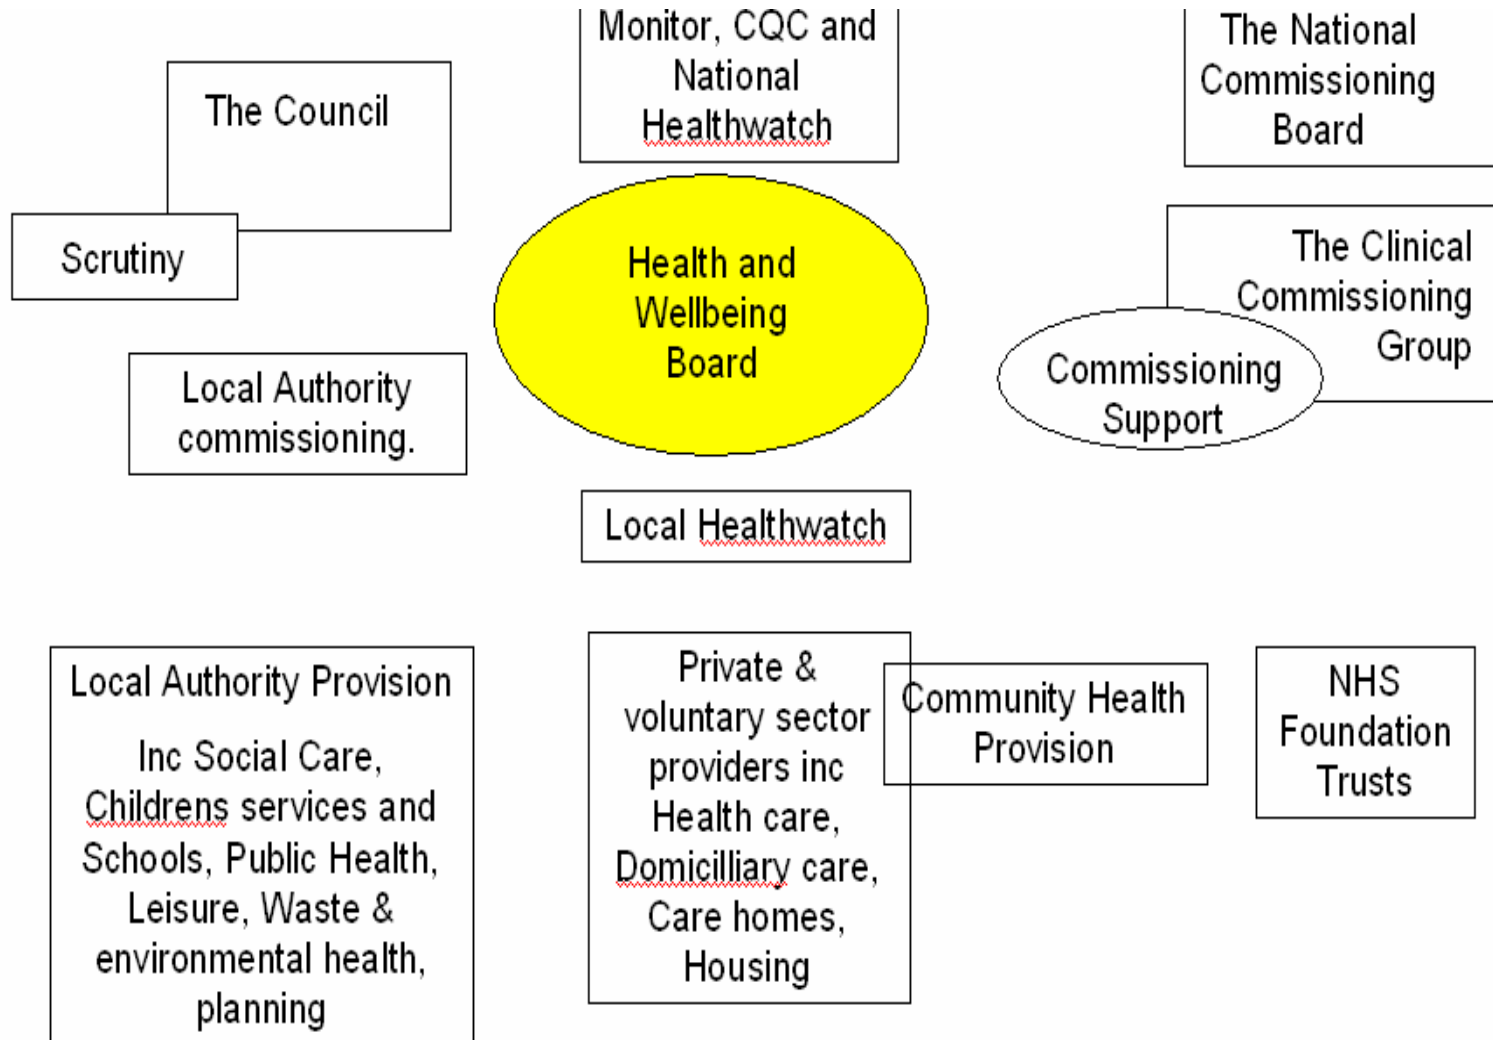 Monitor, CQC and
National
Healthwatch
The National
Commissioning
Board
The Council
Scrutiny
Health and
Wellbeing
Board
The Clinical
Commissioning
Group
Commissioning
Support
Local Authority
commissioning.
Local Healthwatch
Local Authority Provision
Inc Social Care,
Childrens services and
Schools, Public Health,
Leisure, Waste &
environmental health,
planning
Private &
voluntary sector
providers inc
Health care,
Domicilliary care,
Care homes,
Housing
Community Health
Provision
NHS
Foundation
Trusts